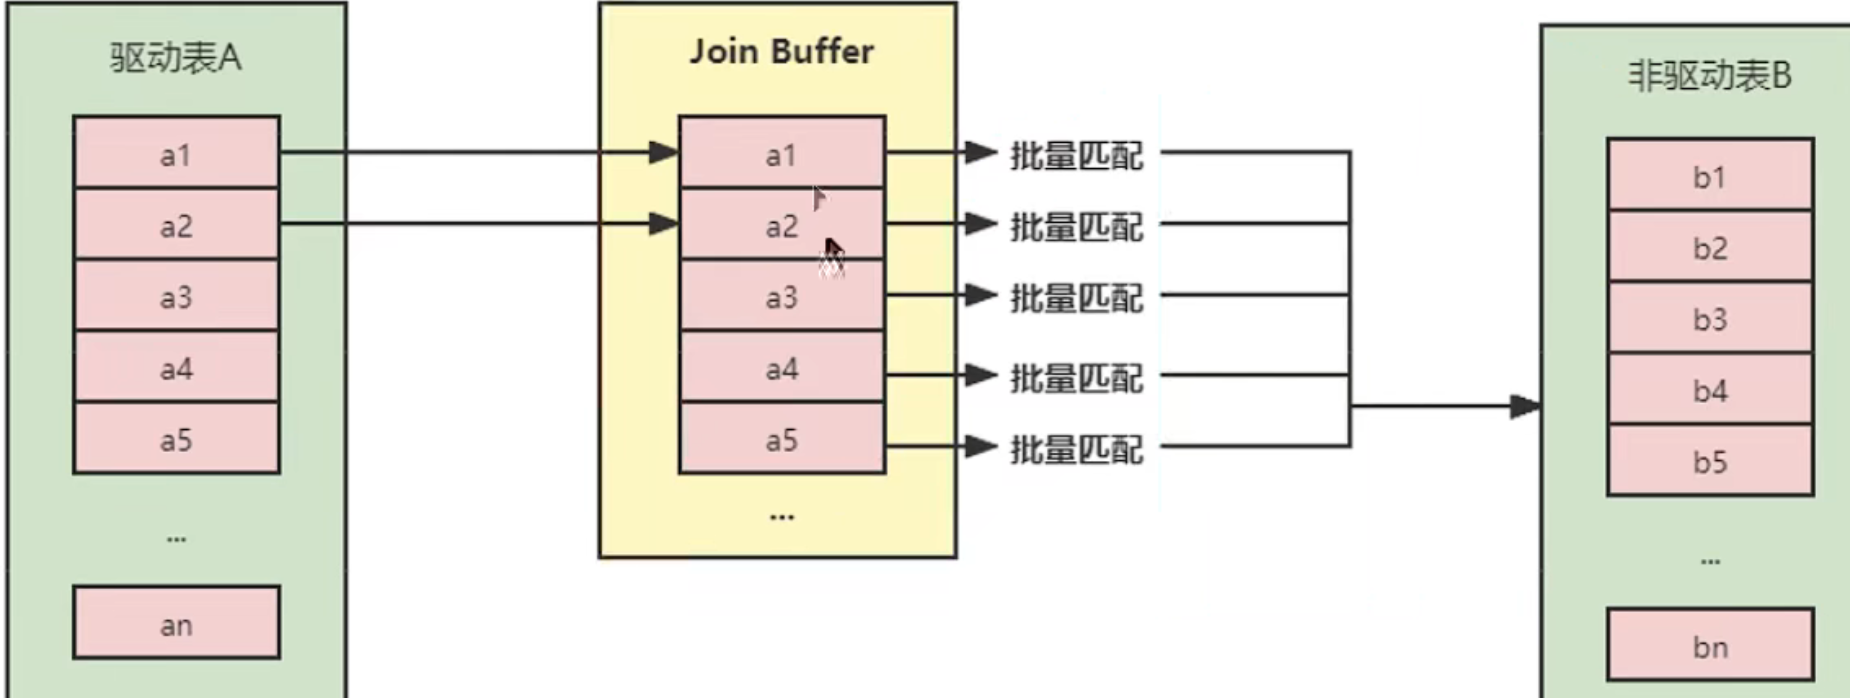 驱动表A
a1
a2
a3
a4
a5
...
an
Join Buffer
a1
a2
a3
a4
a5
...
批量匹配
批量匹配
批量匹配
批量匹配
批量匹配
非驱动表B
b1
b2
b3
b4
b5
...
bn